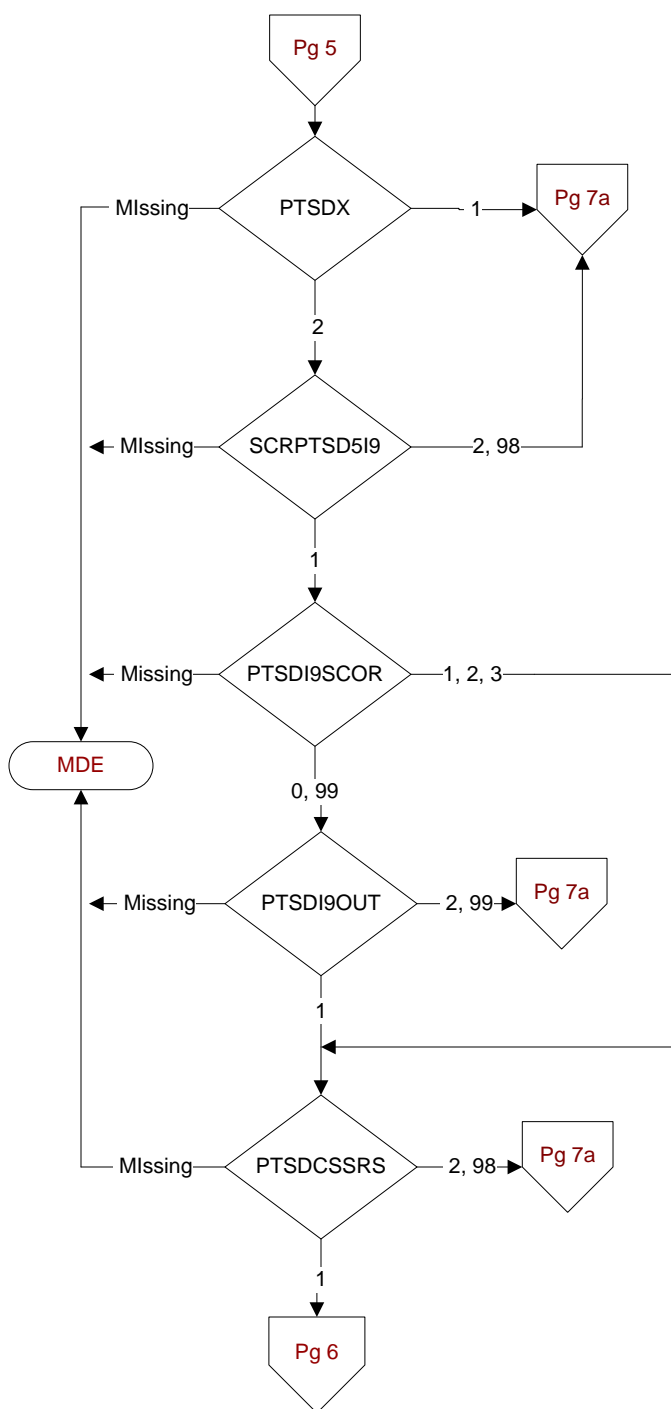 Pg 5
MIssing
PTSDX
1
Pg 7a
2
MIssing
SCRPTSD5I9
2, 98
1
Missing
PTSDI9SCOR
1, 2, 3
MDE
0, 99
Missing
PTSDI9OUT
2, 99
Pg 7a
1
MIssing
PTSDCSSRS
2, 98
Pg 7a
1
Pg 6